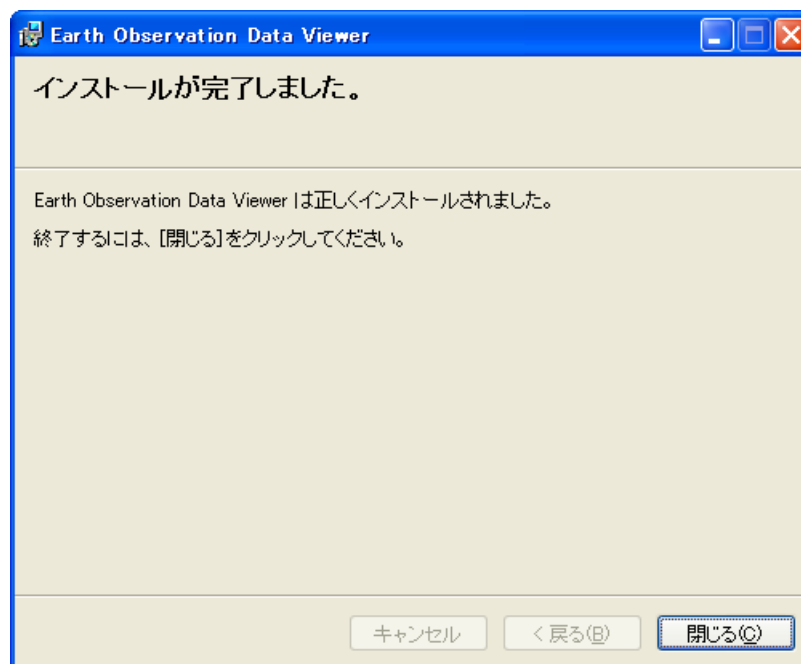 Earth Observation Data Viewer
インストールが完了しました。
Earth Observation Data Viewer は正しくインストールされました。
終了するには、[閉じる]をクリックしてください。
キャンセル
< 戻る(B)
閉じる(C)